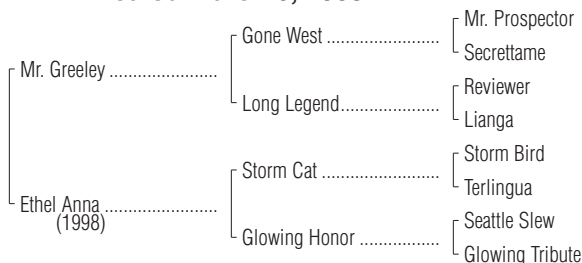 Mr. Prospector
Gone West
Secrettame
Mr. Greeley
Reviewer
Long Legend
Lianga
Storm Bird
Storm Cat
Terlingua
Ethel Anna
(1998)
Seattle Slew
Glowing Honor
Glowing Tribute